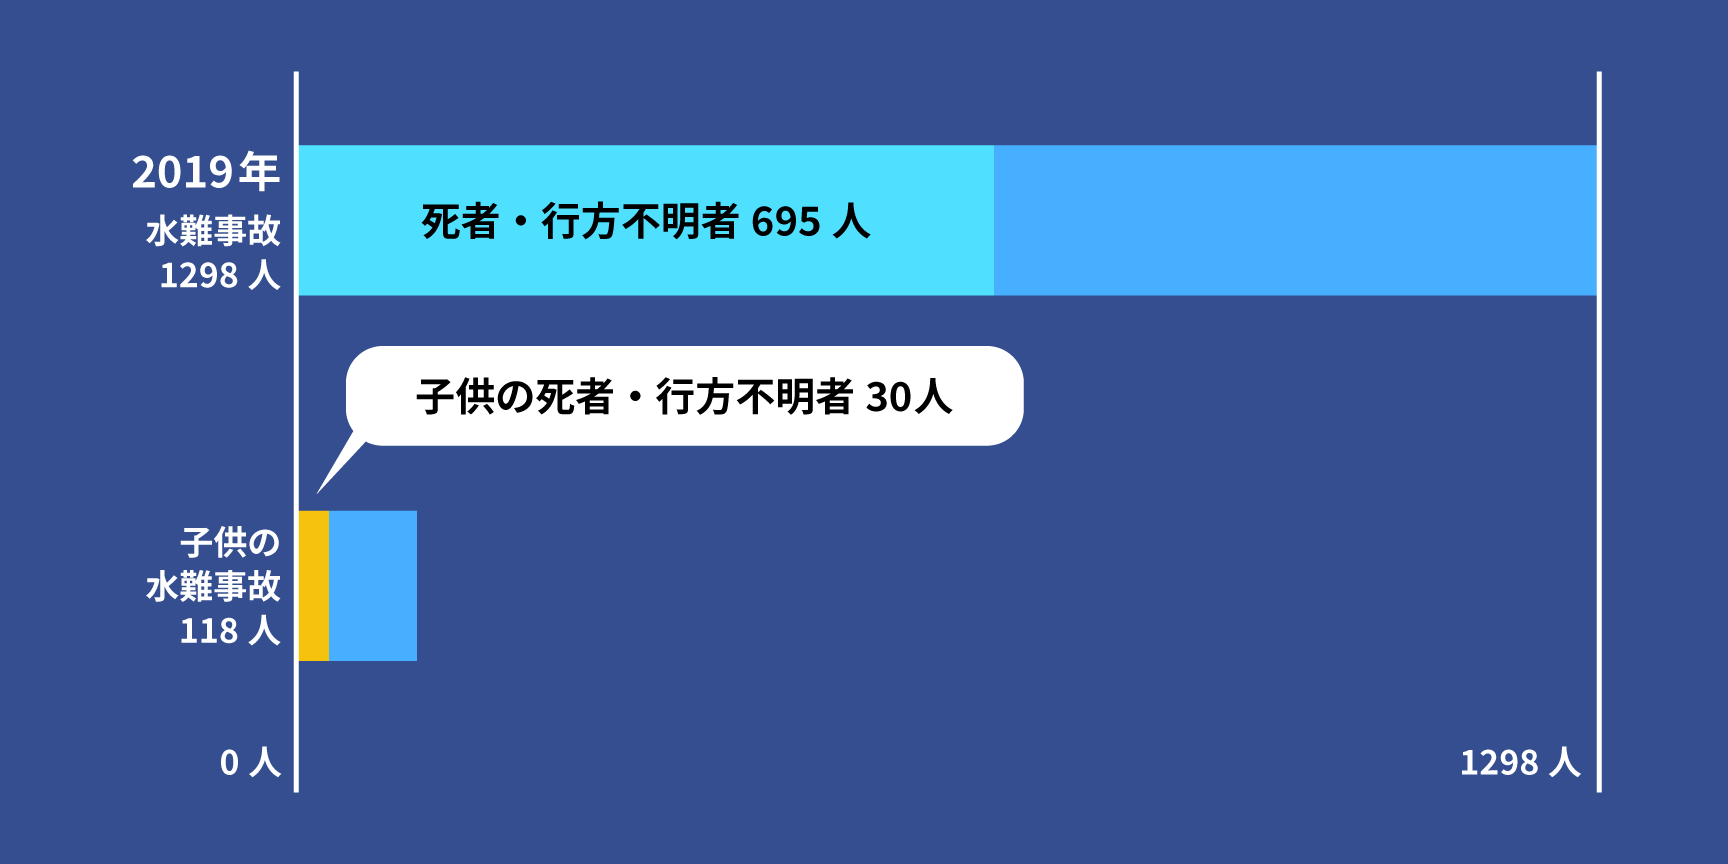 2019年
水難事故
1298 人
死者・行方不明者 695 人
子供の死者・行方不明者 30人
子供の
水難事故
118 人
0 人
1298 人